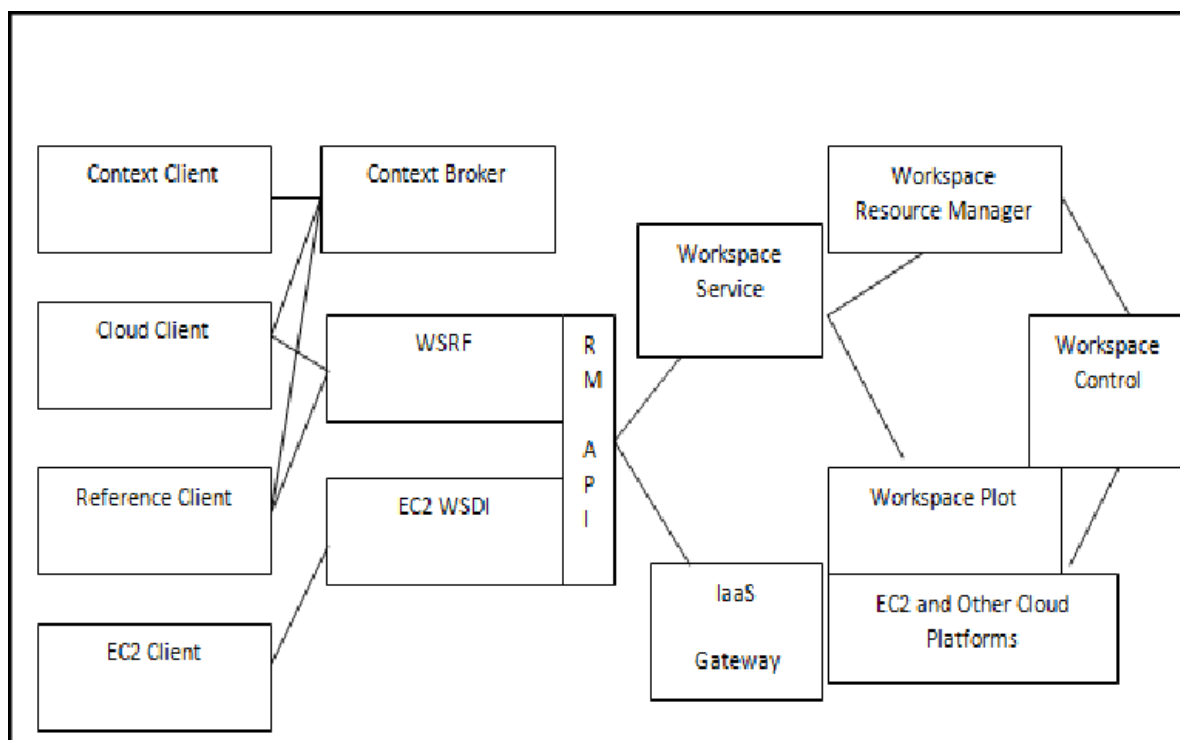 Context Client
Context Broker
Workspace
Resource Manager
Workspace
Service
Cloud Client
WSRF
R
M
A
P
I
Workspace
Control
Reference Client
EC2 WSDI
Workspace Plot
IaaS
Gateway
EC2 and Other Cloud
Platforms
EC2 Client